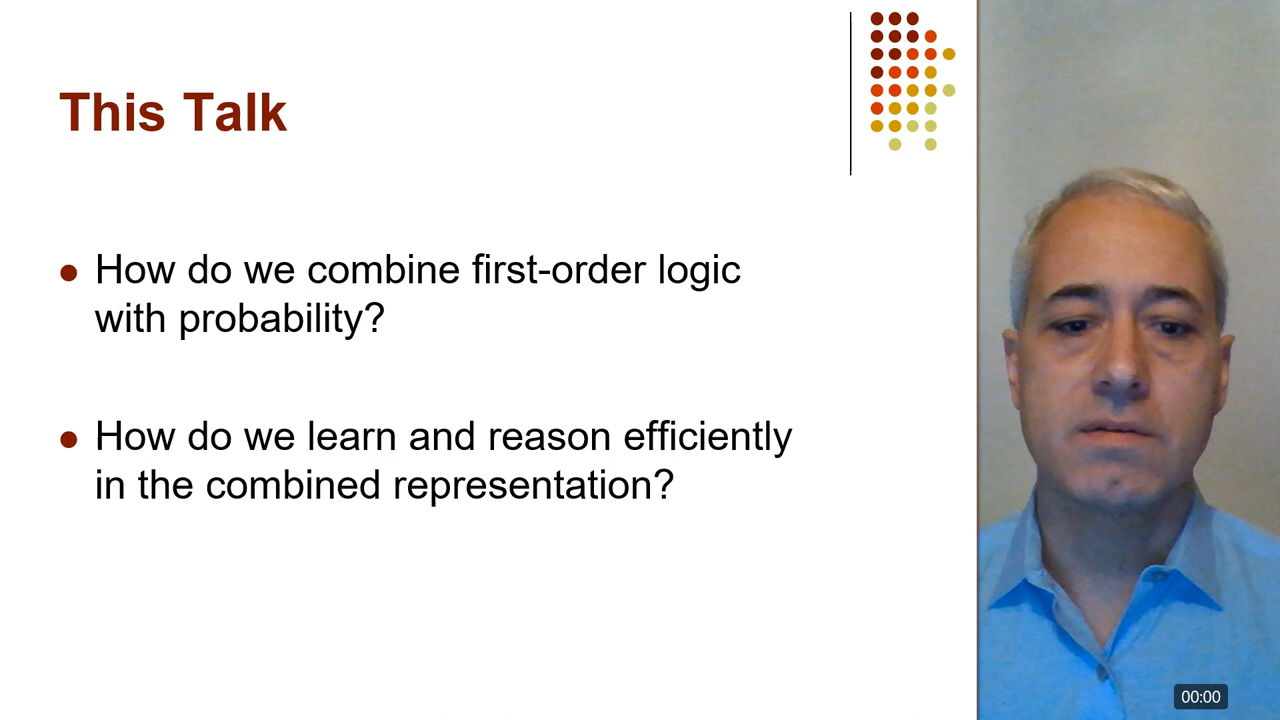 This Talk
How do we combine first-order logic
with probability?
How do we learn and reason efficiently
in the combined representation?
00:00